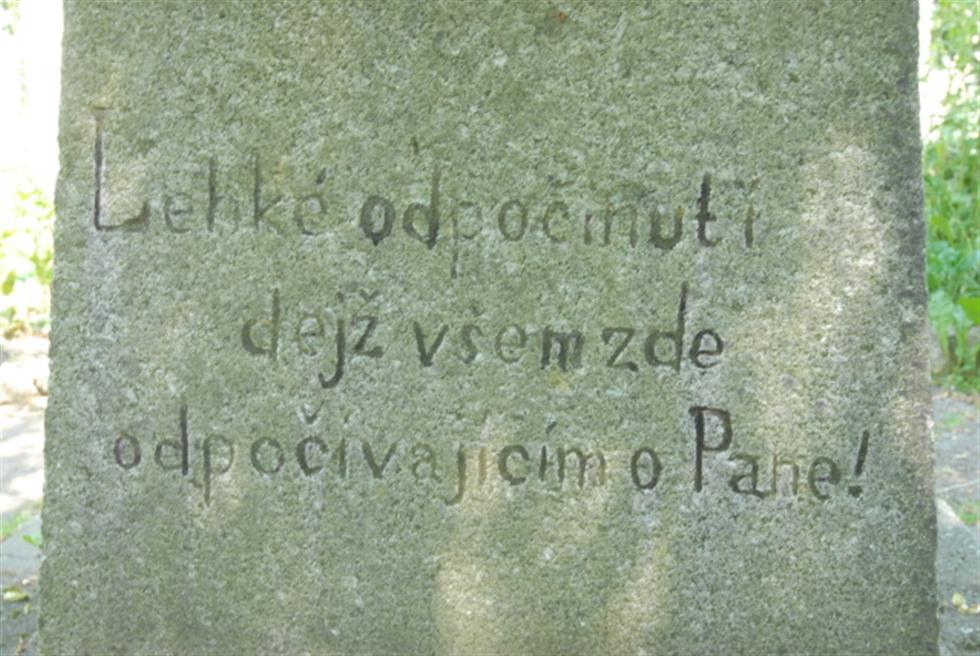 Lehké odpočinutí
dejž všem zde
odpočívajícím o Pane!